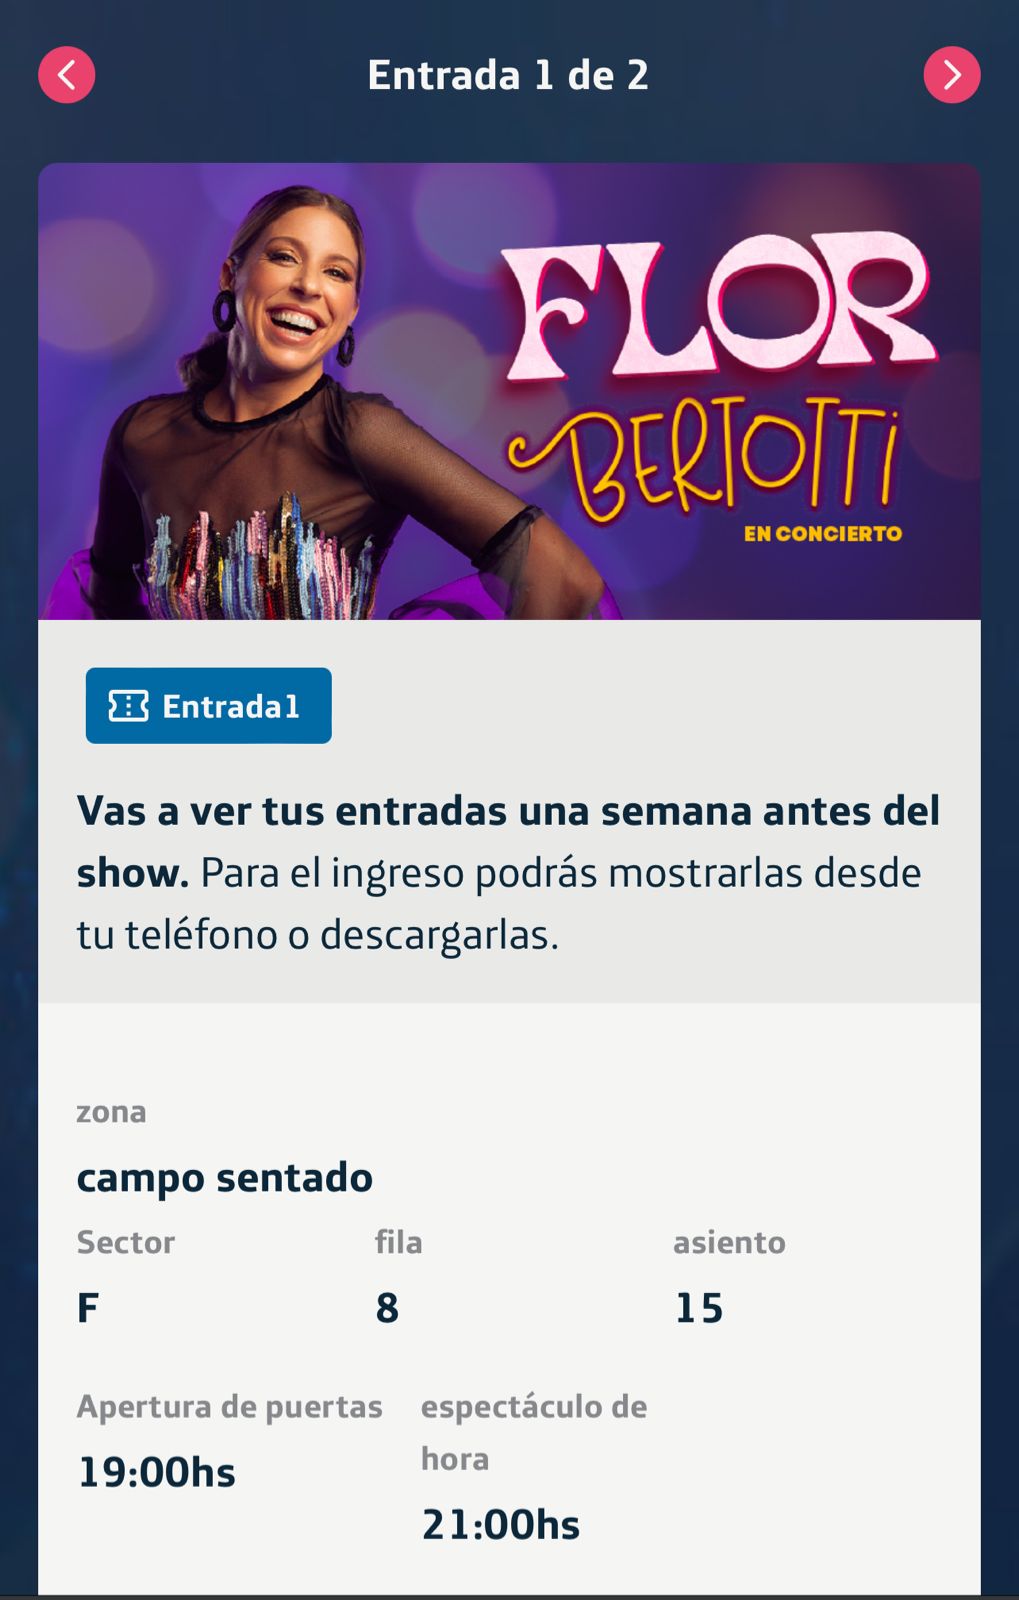 Entrada 1 de 2
FLOR
BERTOTTi
EN CONCIERTO
Entrada1
Vas a ver tus entradas una semana antes del
show. Para el ingreso podrás mostrarlas desde
tu teléfono o descargarlas.
zona
campo sentado
Sector fila asiento
F 8 15
Apertura de puertas espectáculo de
hora
19:00hs
21:00hs